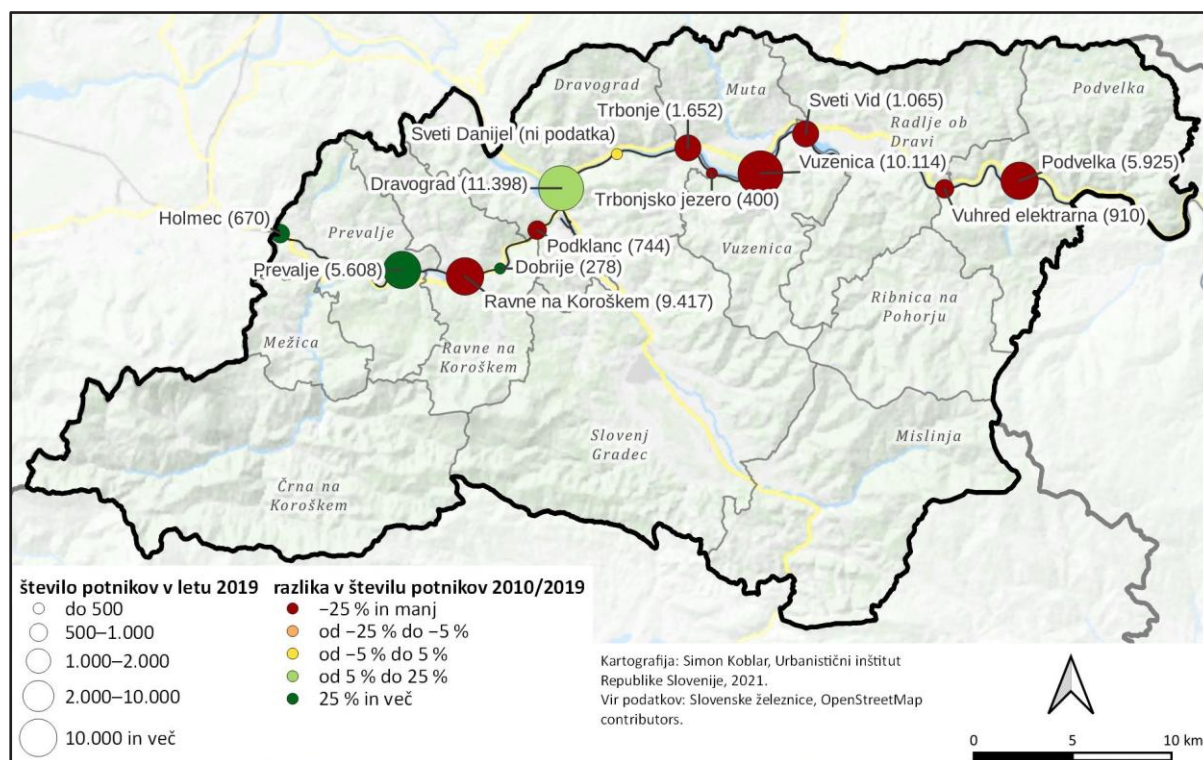 Dravograd
Muta
Podvelka
Trbonje (1.652)
Sveti Vid (1.065)
Sveti Danijel (ni podatka)
Radlje ob
Dravi
Vuzenica (10.114)
Podvelka (5.925)
Dravograd (11.398)
Trbonjsko jezero (400)
Holmec (670)
Vuhred elektrarna (910)
Prevalje
Podklanc (744)
Vuzenica
Prevalje (5.608)
Dobrije (278)
Ravne na Koroškem (9.417)
Ribnica na
Pohorju
Mežica
Ravne na
Koroškem
Slovenj
Gradec
Mislinja
Črna na
Koroškem
število potnikov v letu 2019
do 500
500–1.000
1.000–2.000
2.000–10.000
10.000 in več
razlika v številu potnikov 2010/2019
−25 % in manj
od −25 % do −5 %
od −5 % do 5 %
od 5 % do 25 %
25 % in več
Kartografija: Simon Koblar, Urbanistični inštitut
Republike Slovenije, 2021.
Vir podatkov: Slovenske železnice, OpenStreetMap
contributors.
0 5 10 km